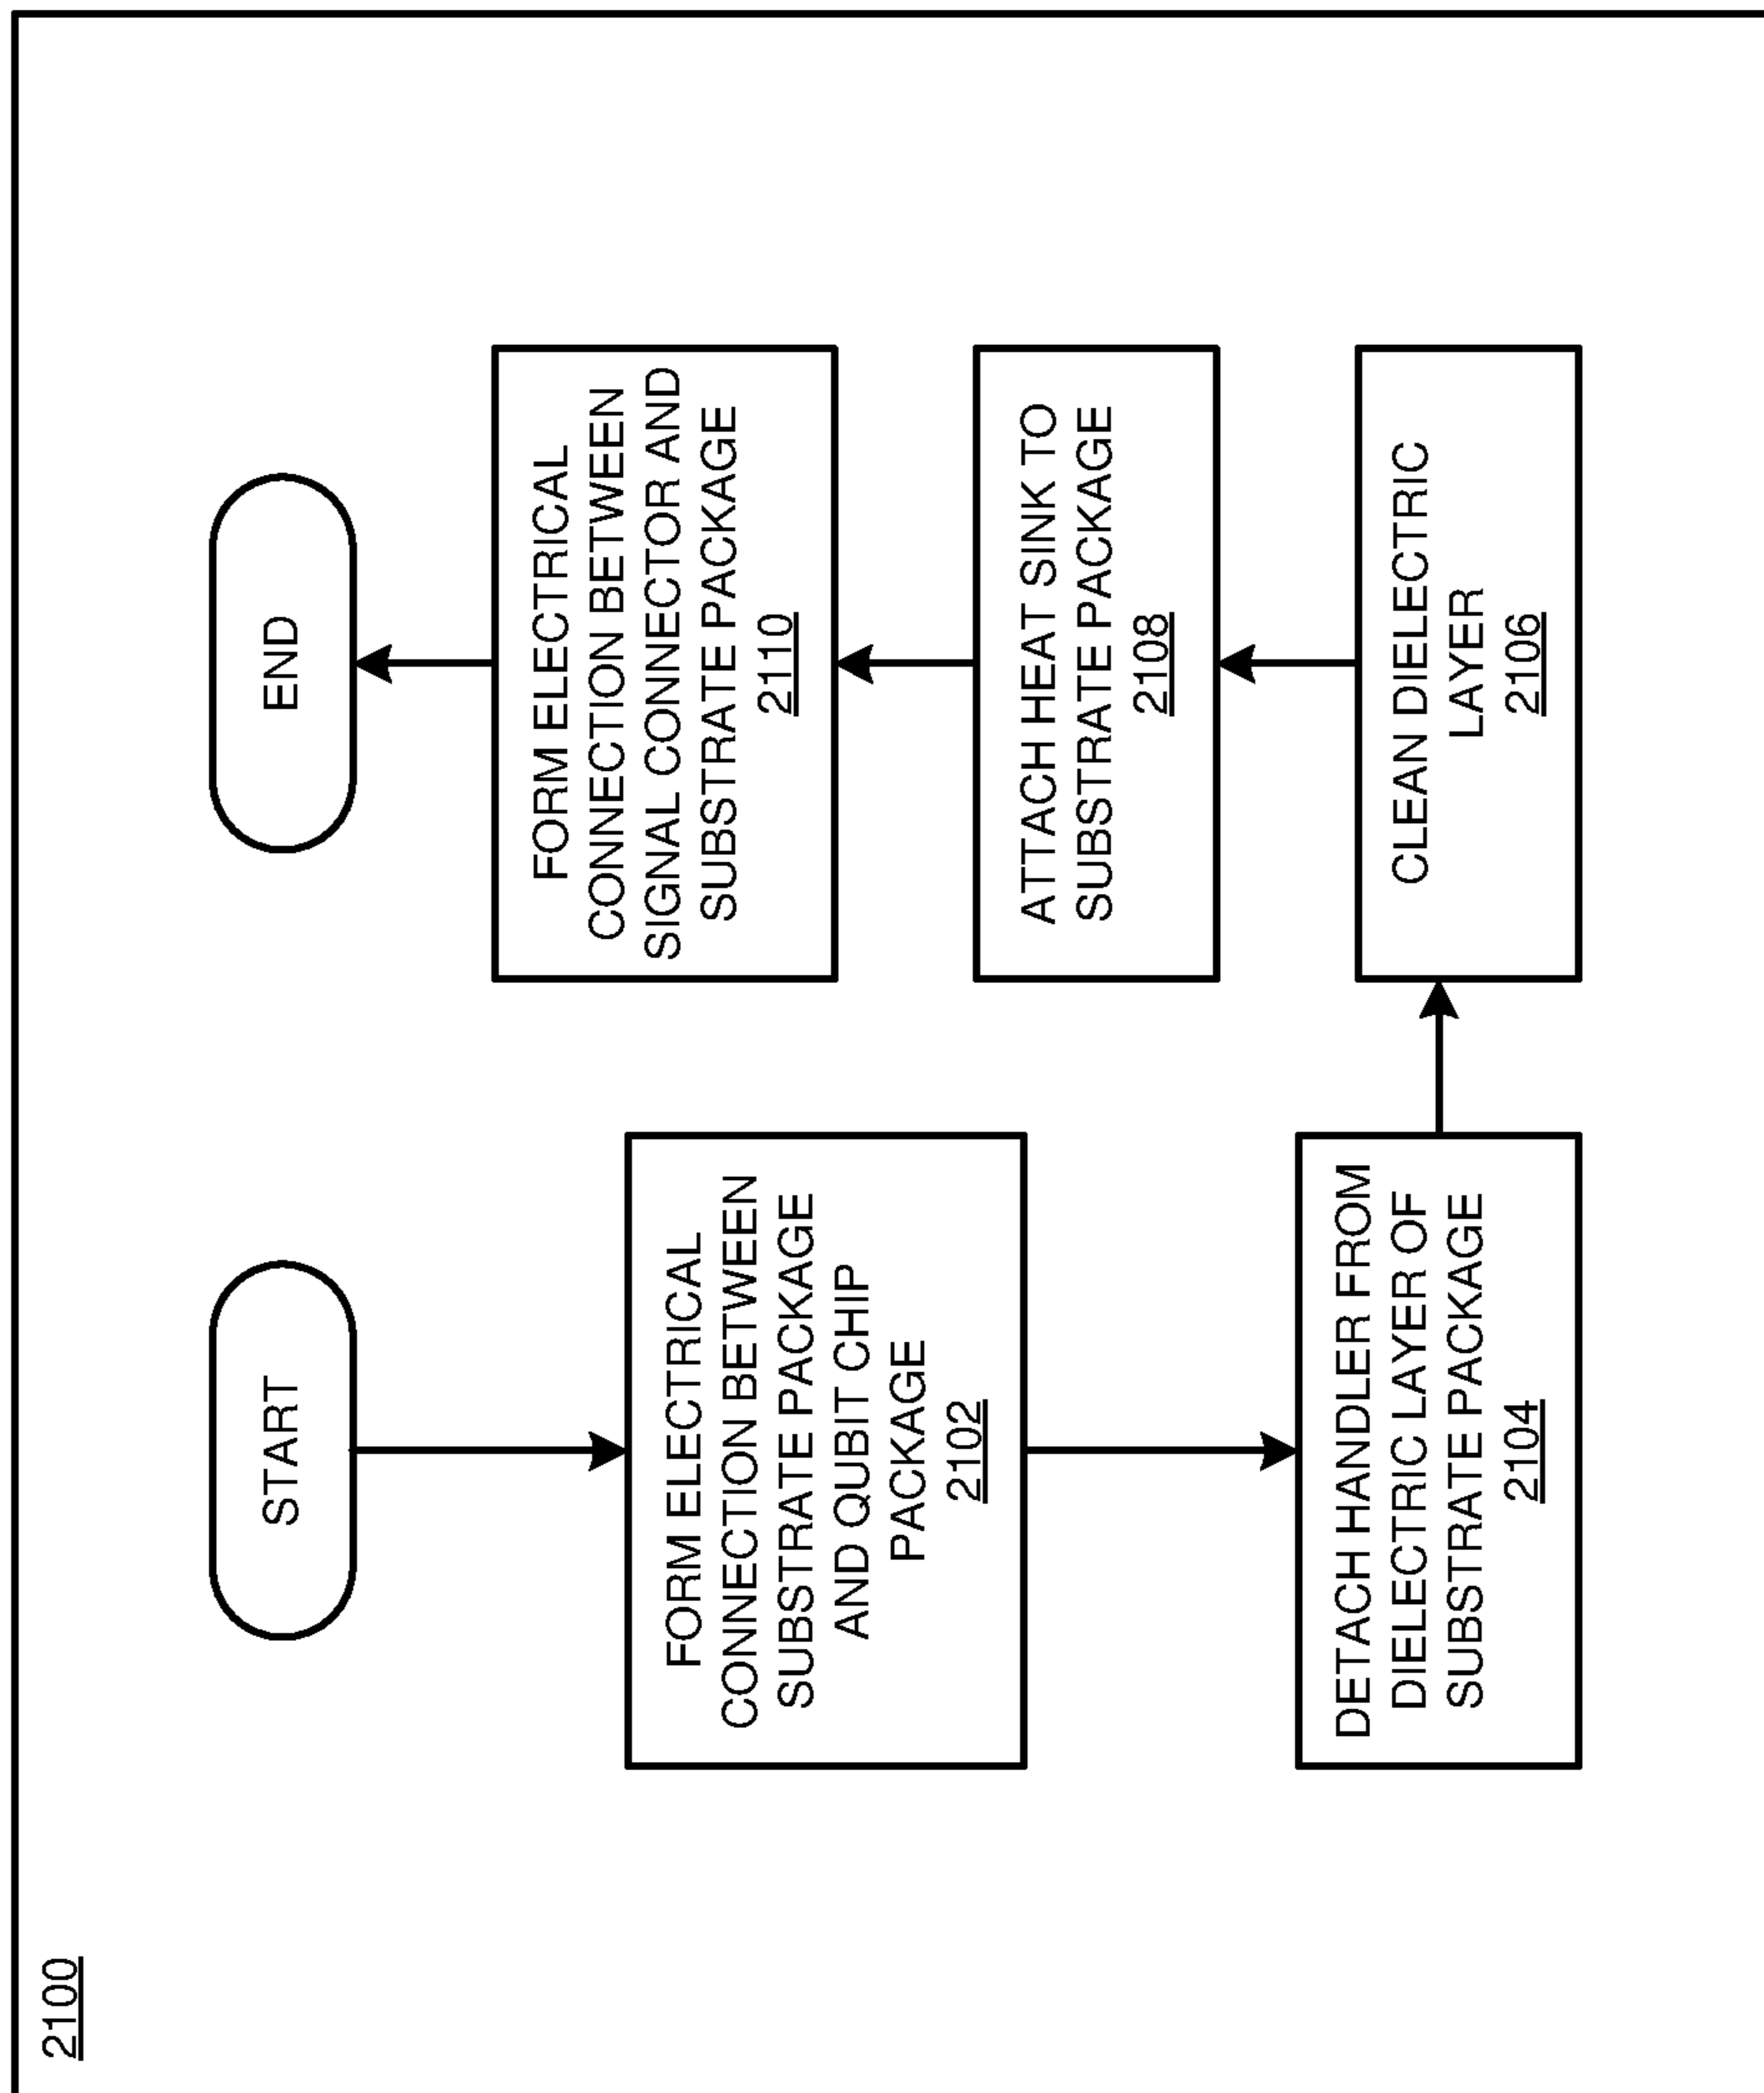 2100
START
FORM ELECTRICAL
CONNECTION BETWEEN
SUBSTRATE PACKAGE
AND QUBIT CHIP
PACKAGE
2102
DETACH HANDLER FROM
DIELECTRIC LAYER OF
SUBSTRATE PACKAGE
2104
CLEAN DIELECTRIC
LAYER
2106
ATTACH HEAT SINK TO
SUBSTRATE PACKAGE
2108
FORM ELECTRICAL
CONNECTION BETWEEN
SIGNAL CONNECTOR AND
SUBSTRATE PACKAGE
2110
END